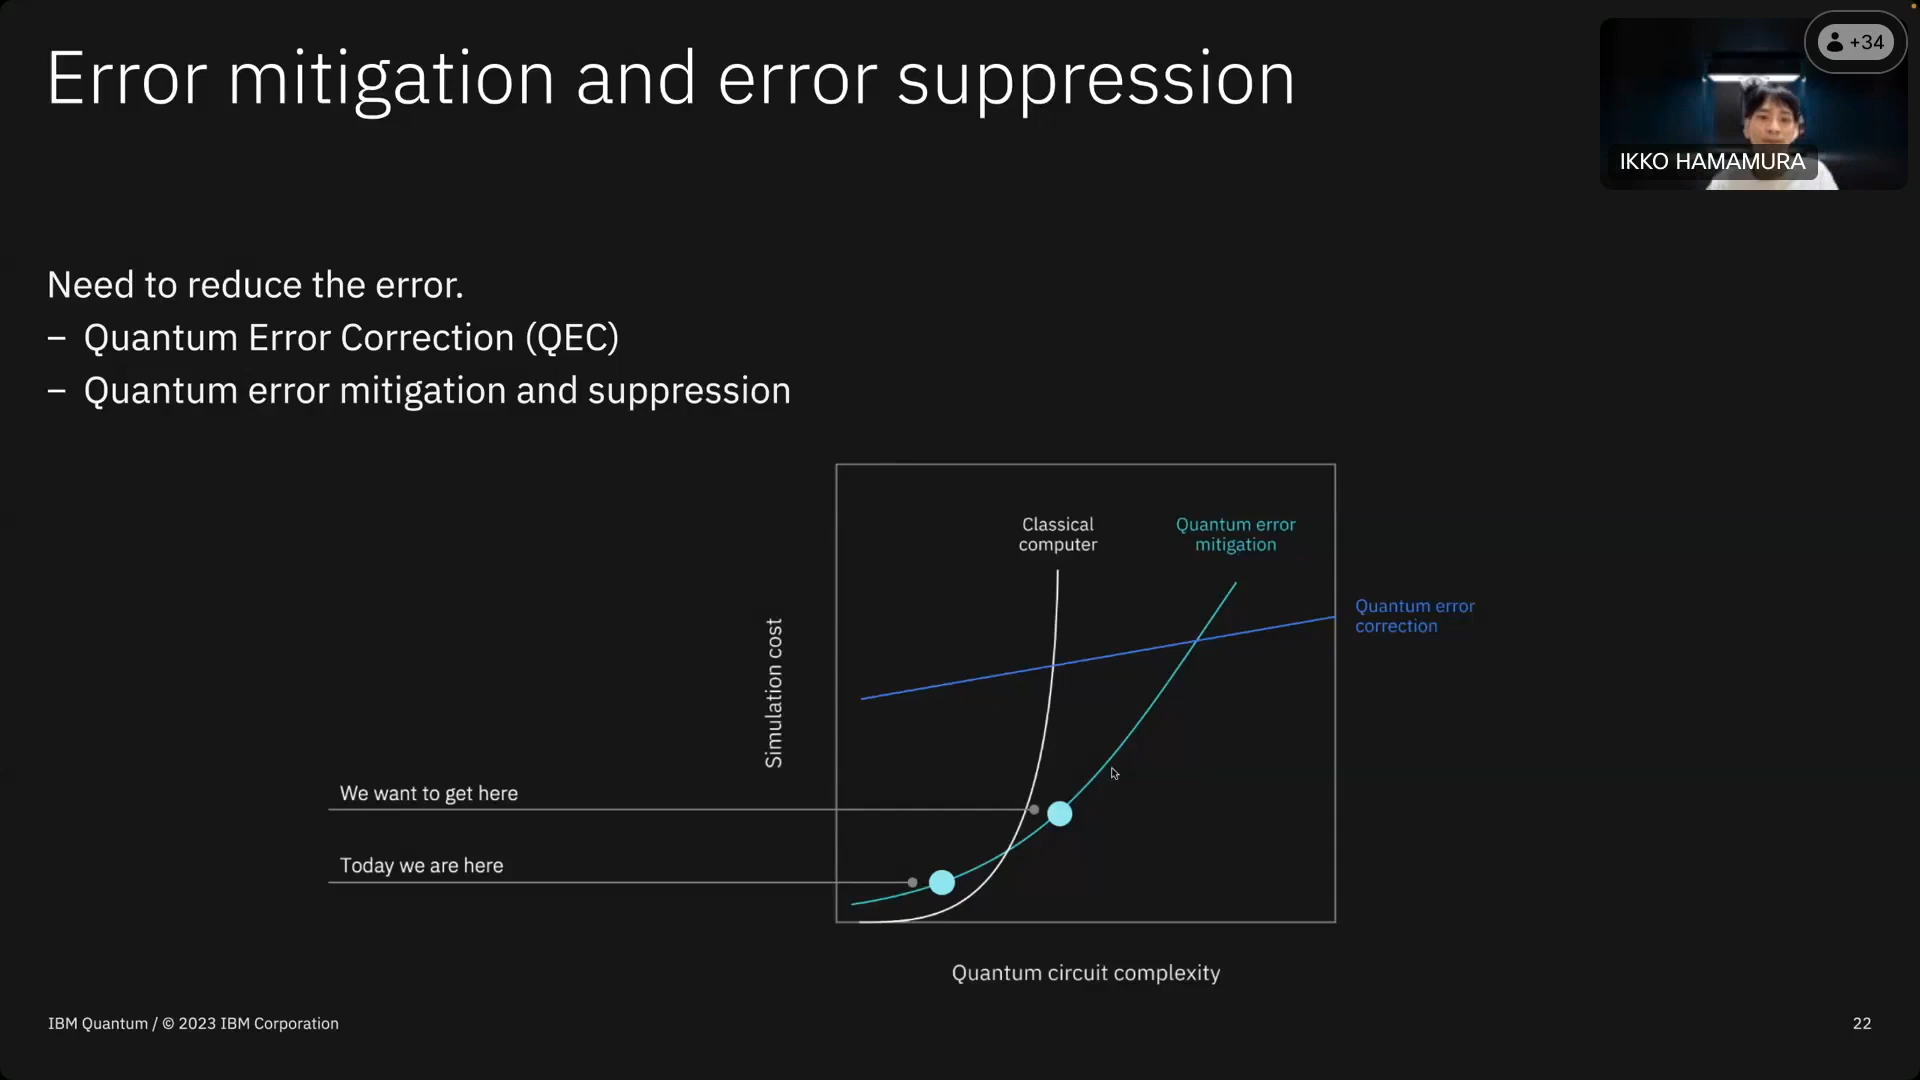 Error mitigation and error suppression
+34
IKKO HAMAMURA
Need to reduce the error.
– Quantum Error Correction (QEC)
– Quantum error mitigation and suppression
Classical
computer
Quantum error
mitigation
Quantum error
correction
Simulation cost
We want to get here
Today we are here
Quantum circuit complexity
IBM Quantum / © 2023 IBM Corporation
22